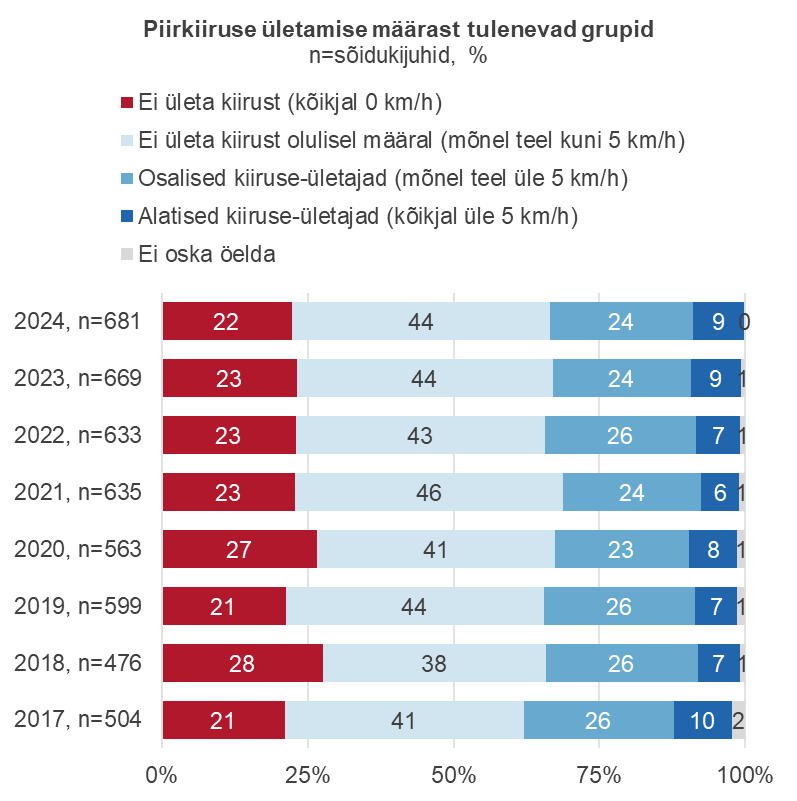 Piirkiiruse ületamise määrast tulenevad grupid
n=sõidukijuhid, %
Ei ületa kiirust (kõikjal 0 km/h)
Ei ületa kiirust olulisel määral (mõnel teel kuni 5 km/h)
Osalised kiiruse-ületajad (mõnel teel üle 5 km/h)
Alatised kiiruse-ületajad (kõikjal üle 5 km/h)
Ei oska öelda
2024, n=681 22 44 24 9 0
2023, n=669 23 44 24 9 1
2022, n=633 23 43 26 7 1
2021, n=635 23 46 24 6 1
2020, n=563 27 41 23 8 1
2019, n=599 21 44 26 7 1
2018, n=476 28 38 26 7 1
2017, n=504 21 41 26 10 2
0% 25% 50% 75% 100%